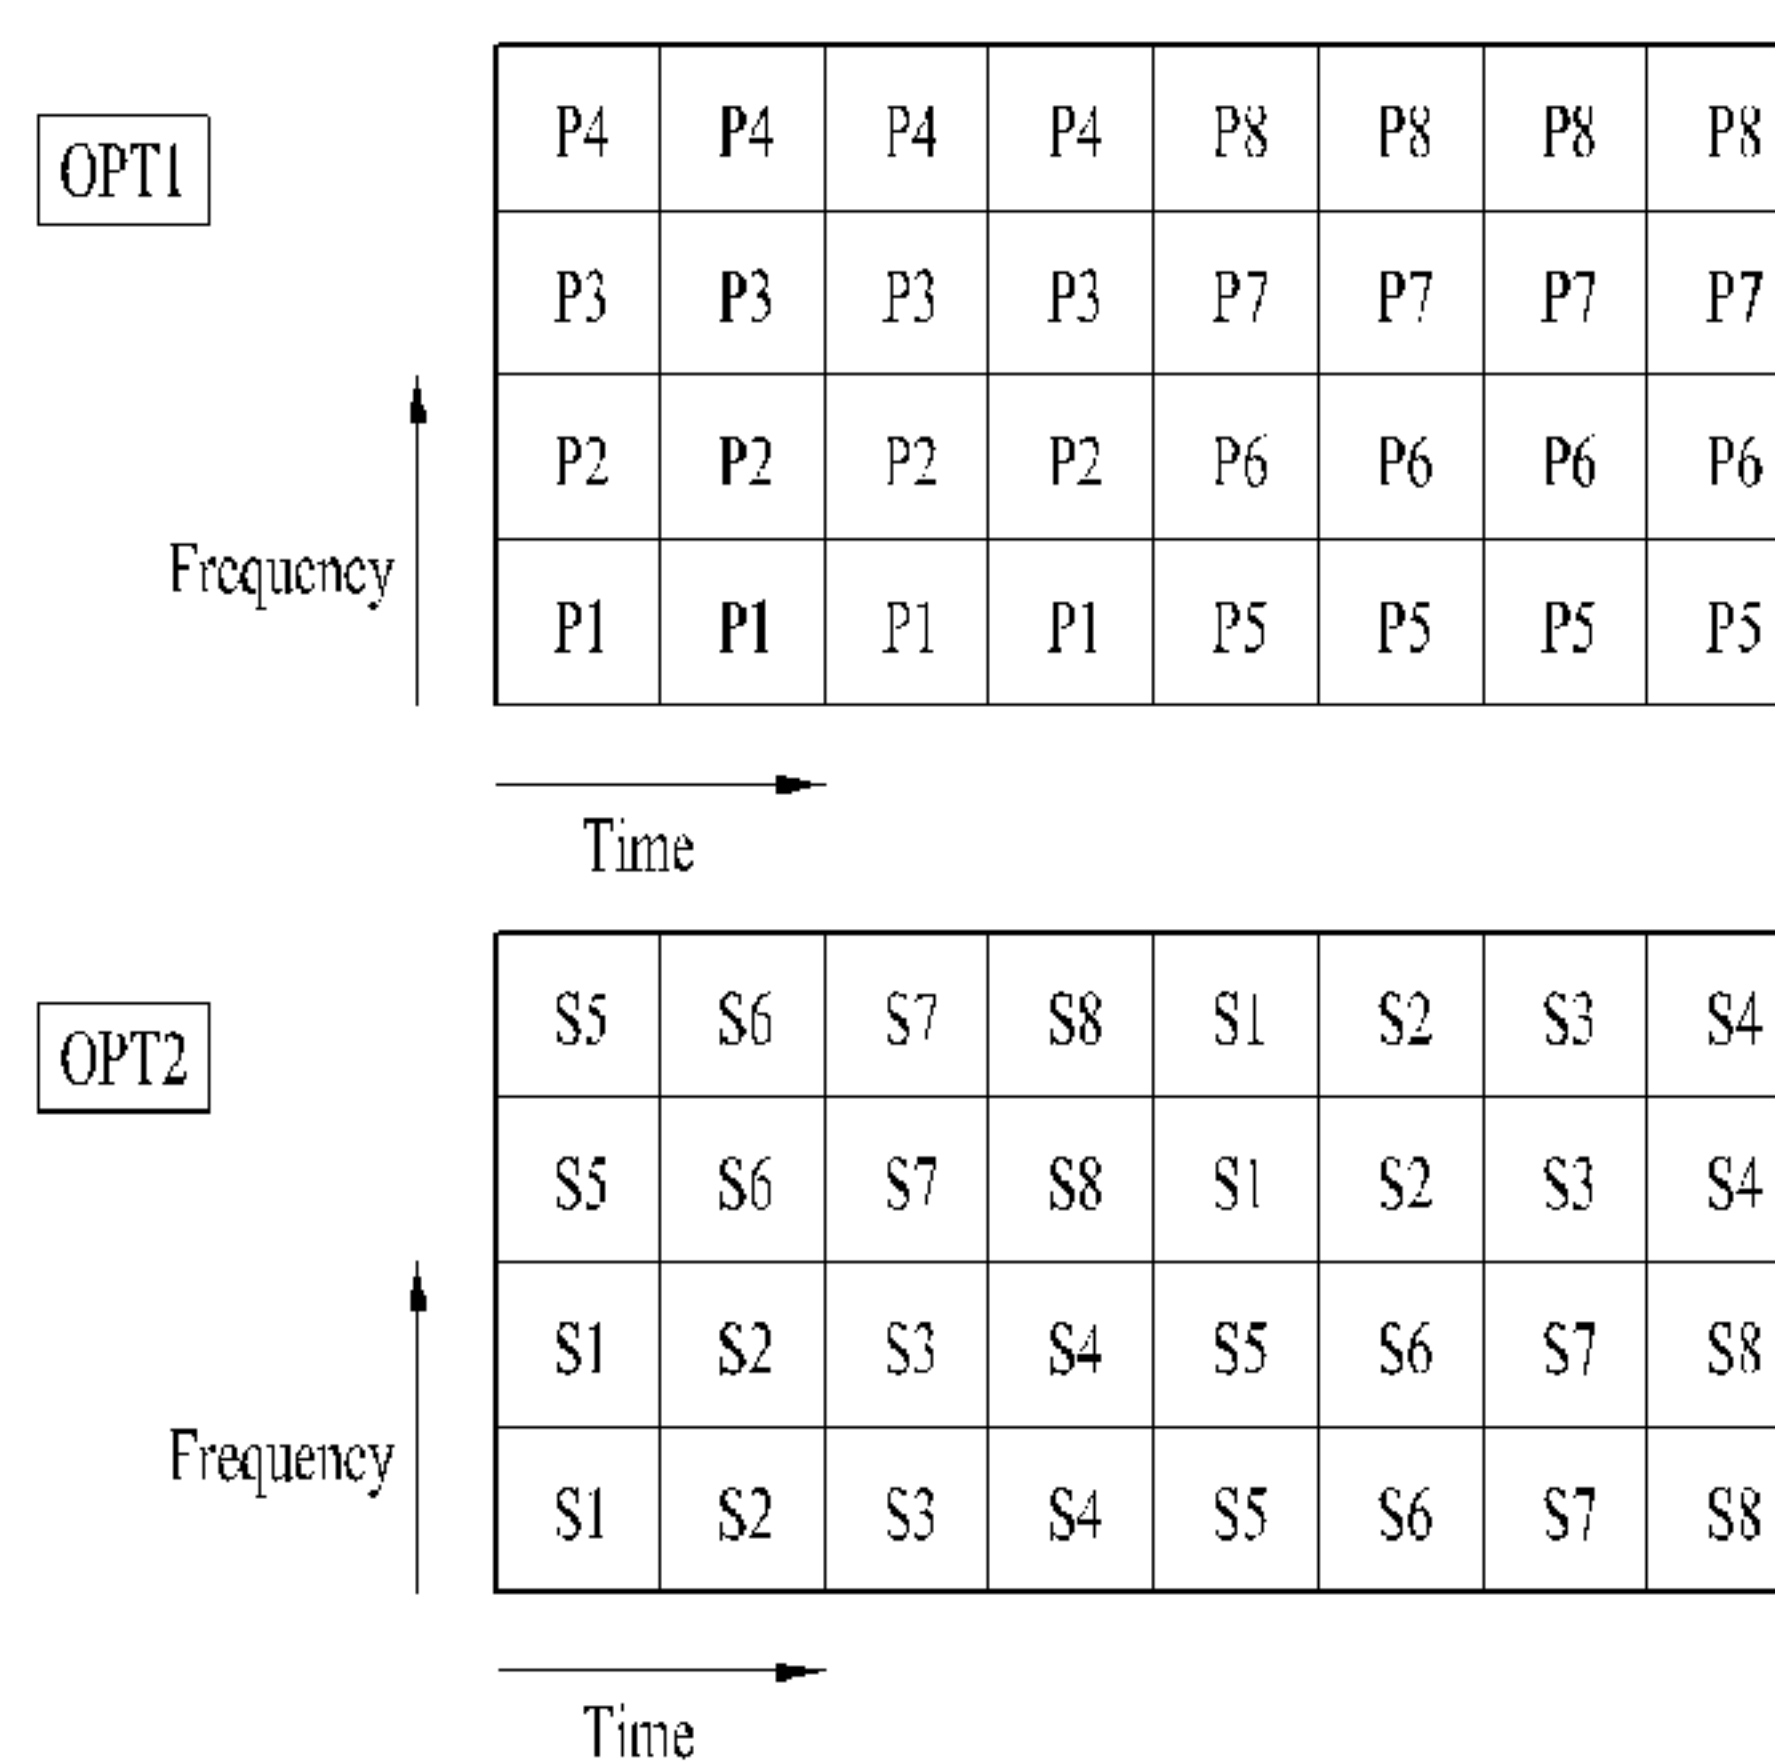 OPT1
P4 P4 P4 P4 P8 P8 P8 P8
P3 P3 P3 P3 P7 P7 P7 P7
P2 P2 P2 P2 P6 P6 P6 P6
Frequency
P1 P1 P1 P1 P5 P5 P5 P5
Time
OPT2
S5 S6 S7 S8 S1 S2 S3 S4
S5 S6 S7 S8 S1 S2 S3 S4
S1 S2 S3 S4 S5 S6 S7 S8
Frequency
S1 S2 S3 S4 S5 S6 S7 S8
Time